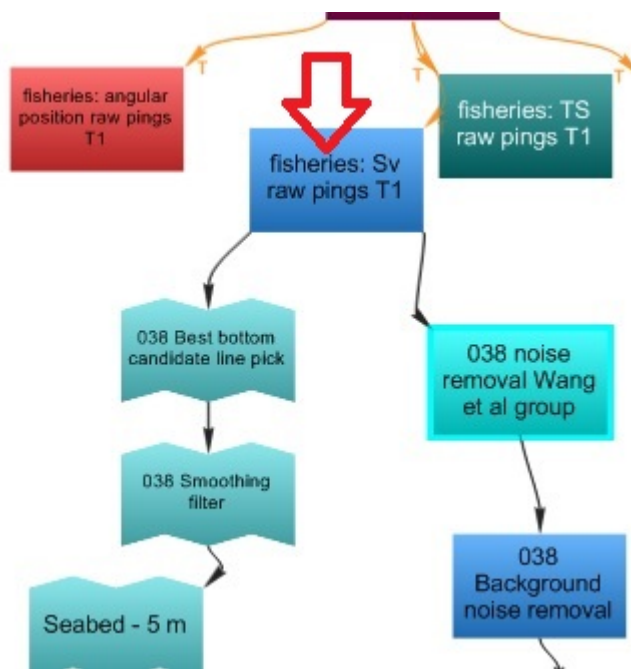 T
T
T
fisheries: angular
position raw pings
T1
fisheries: TS
raw pings T1
fisheries: Sv
raw pings T1
038 Best bottom
candidate line pick
038 noise
removal Wang
et al group
038 Smoothing
filter
038
Background
noise removal
Seabed - 5 m